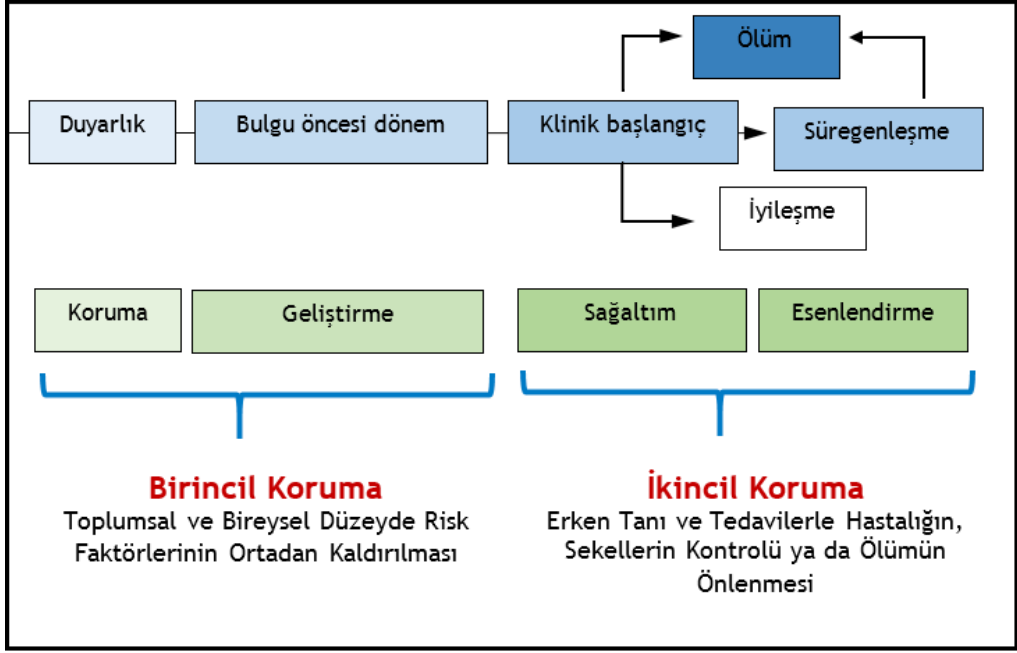 Ölüm
Duyarlık
Bulgu öncesi dönem
Klinik başlangıç
Süregenleşme
İyileşme
Koruma
Geliştirme
Sağaltım
Esenlendirme
Birincil Koruma
Toplumsal ve Bireysel Düzeyde Risk
Faktörlerinin Ortadan Kaldırılması
İkincil Koruma
Erken Tanı ve Tedavilerle Hastalığın,
Sekellerin Kontrolü ya da Ölümün
Önlenmesi